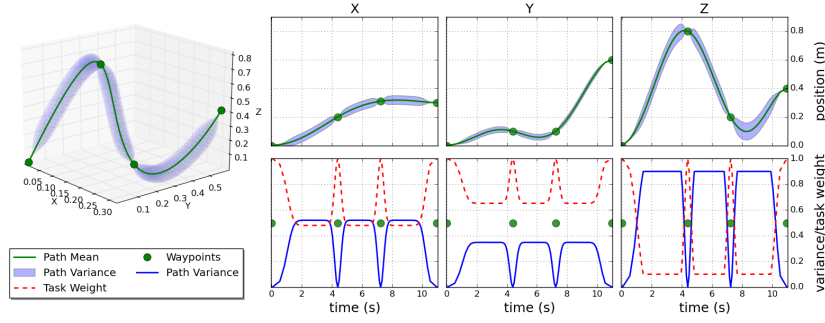 X
Y
Z
0.8
0.7
0.6
0.5
0.4
0.3
0.2
0.1
Z
0.05
0.10
0.15
0.20
0.25
0.30
X
0.1
0.2
0.3
0.4
0.5
Y
0.8
0.6
0.4
0.2
0.0
position (m)
1.0
0.8
0.6
0.4
0.2
0.0
variance/task weight
0 2 4 6 8 10
0 2 4 6 8 10
0 2 4 6 8 10
time (s)
time (s)
time (s)
Path Mean
Path Variance
Task Weight
Waypoints
Path Variance